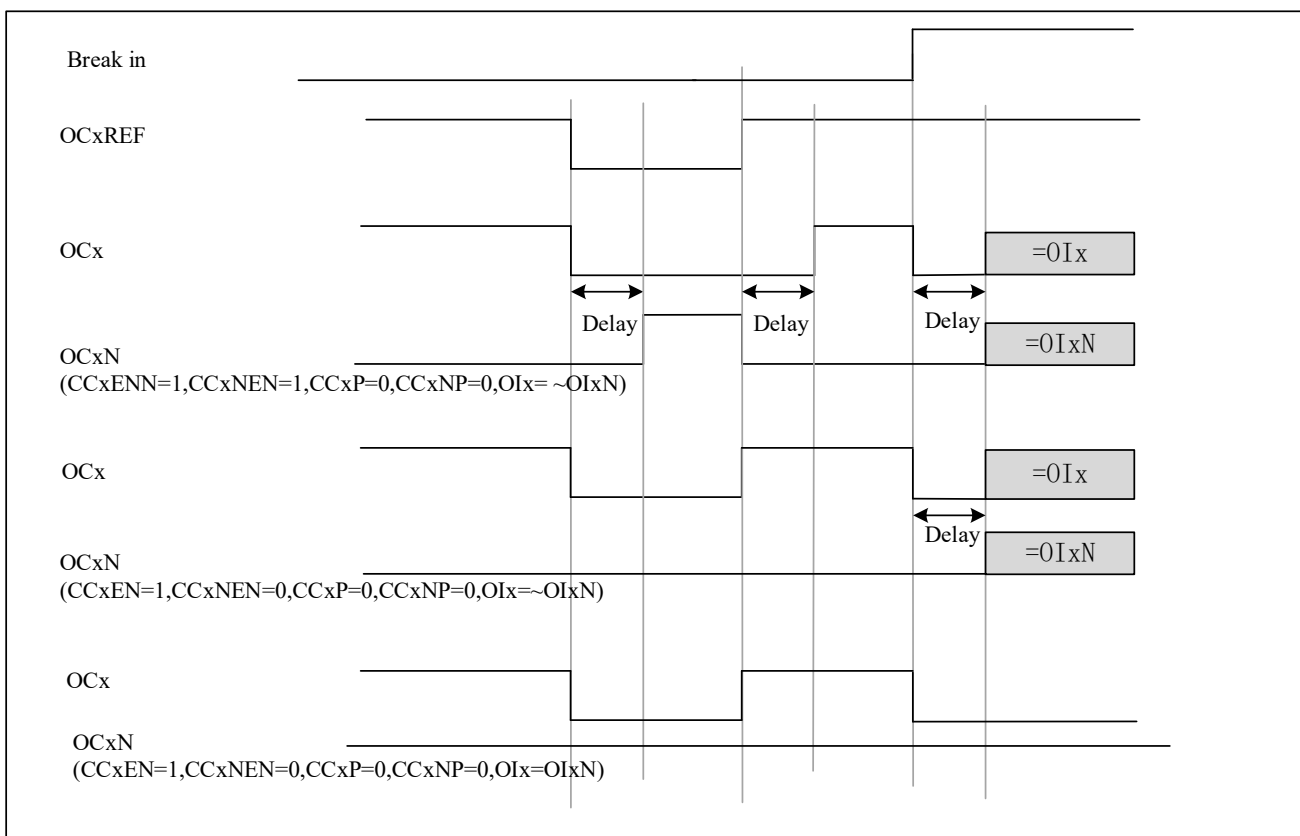 Break in
OCxREF
OCx
=OIx
Delay
Delay
Delay
OCxN
=OIxN
(CCxENN=1,CCxNEN=1,CCxP=0,CCxNP=0,OIx= ~OIxN)
OCx
=OIx
Delay
OCxN
=OIxN
(CCxEN=1,CCxNEN=0,CCxP=0,CCxNP=0,OIx=~OIxN)
OCx
OCxN
(CCxEN=1,CCxNEN=0,CCxP=0,CCxNP=0,OIx=OIxN)